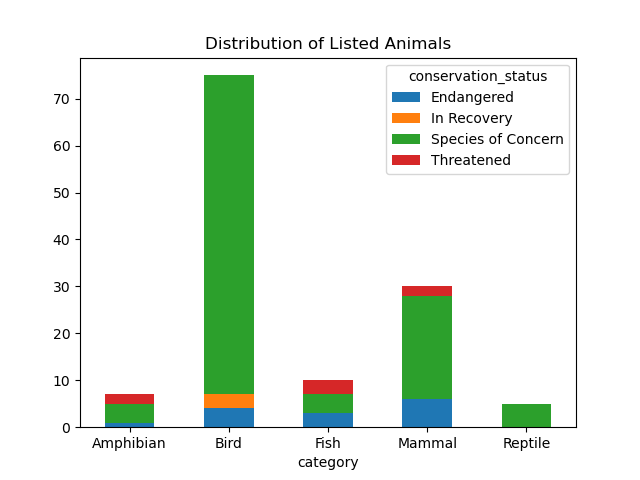 Distribution of Listed Animals
conservation_status
Endangered
In Recovery
Species of Concern
Threatened
70
60
50
40
30
20
10
0
Amphibian Bird Fish Mammal Reptile
category